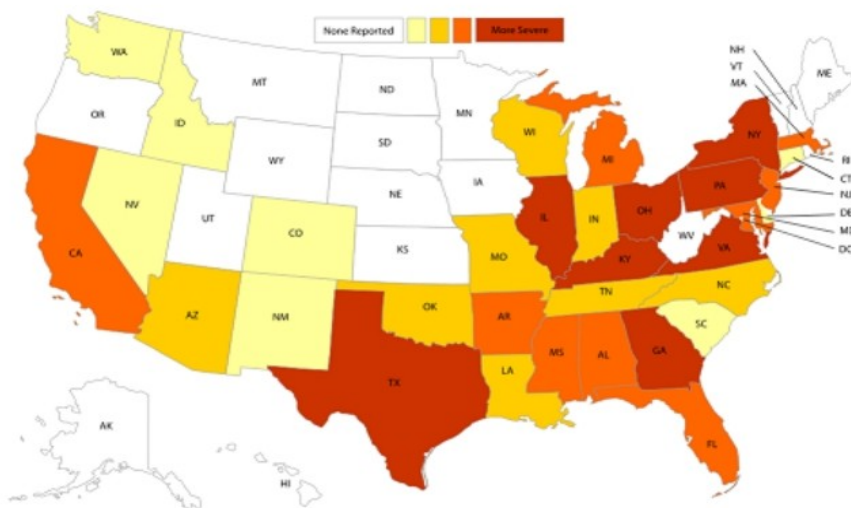 None Reported
More Severe
WA
MT
ND
MN
NH
VT
MA
ME
OR
ID
SD
WI
MI
NY
RI
CT
WY
IA
PA
NJ
NV
NE
IL
IN
OH
DE
MD
DC
UT
CO
KS
MO
KY
WV
VA
CA
AZ
NM
OK
AR
TN
NC
SC
TX
LA
MS
AL
GA
FL
AK
HI